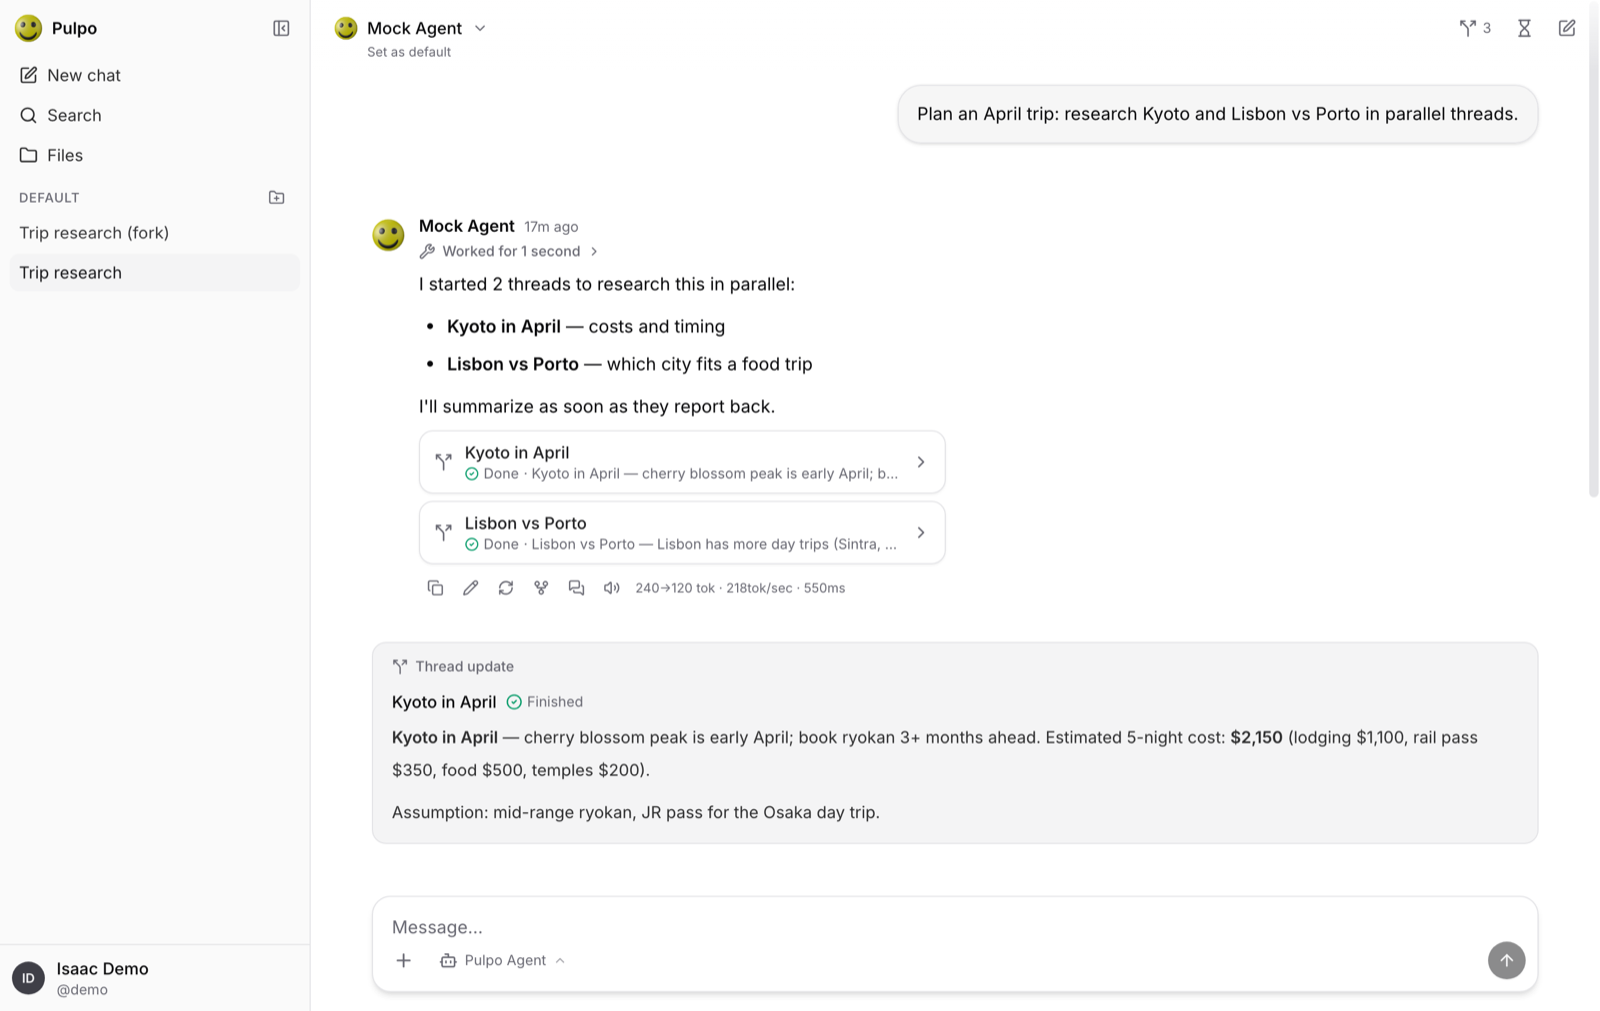 Pulpo
New chat
Search
Files
DEFAULT
Trip research (fork)
Trip research
ID
Isaac Demo
@demo
Mock Agent
Set as default
3
Plan an April trip: research Kyoto and Lisbon vs Porto in parallel threads.
Mock Agent 17m ago
Worked for 1 second
I started 2 threads to research this in parallel:
• Kyoto in April — costs and timing
• Lisbon vs Porto — which city fits a food trip
I'll summarize as soon as they report back.
Kyoto in April
Done · Kyoto in April — cherry blossom peak is early April; b...
Lisbon vs Porto
Done · Lisbon vs Porto — Lisbon has more day trips (Sintra, ...
240→120 tok · 218tok/sec · 550ms
Thread update
Kyoto in April Finished
Kyoto in April — cherry blossom peak is early April; book ryokan 3+ months ahead. Estimated 5-night cost: $2,150 (lodging $1,100, rail pass
$350, food $500, temples $200).
Assumption: mid-range ryokan, JR pass for the Osaka day trip.
Message...
Pulpo Agent